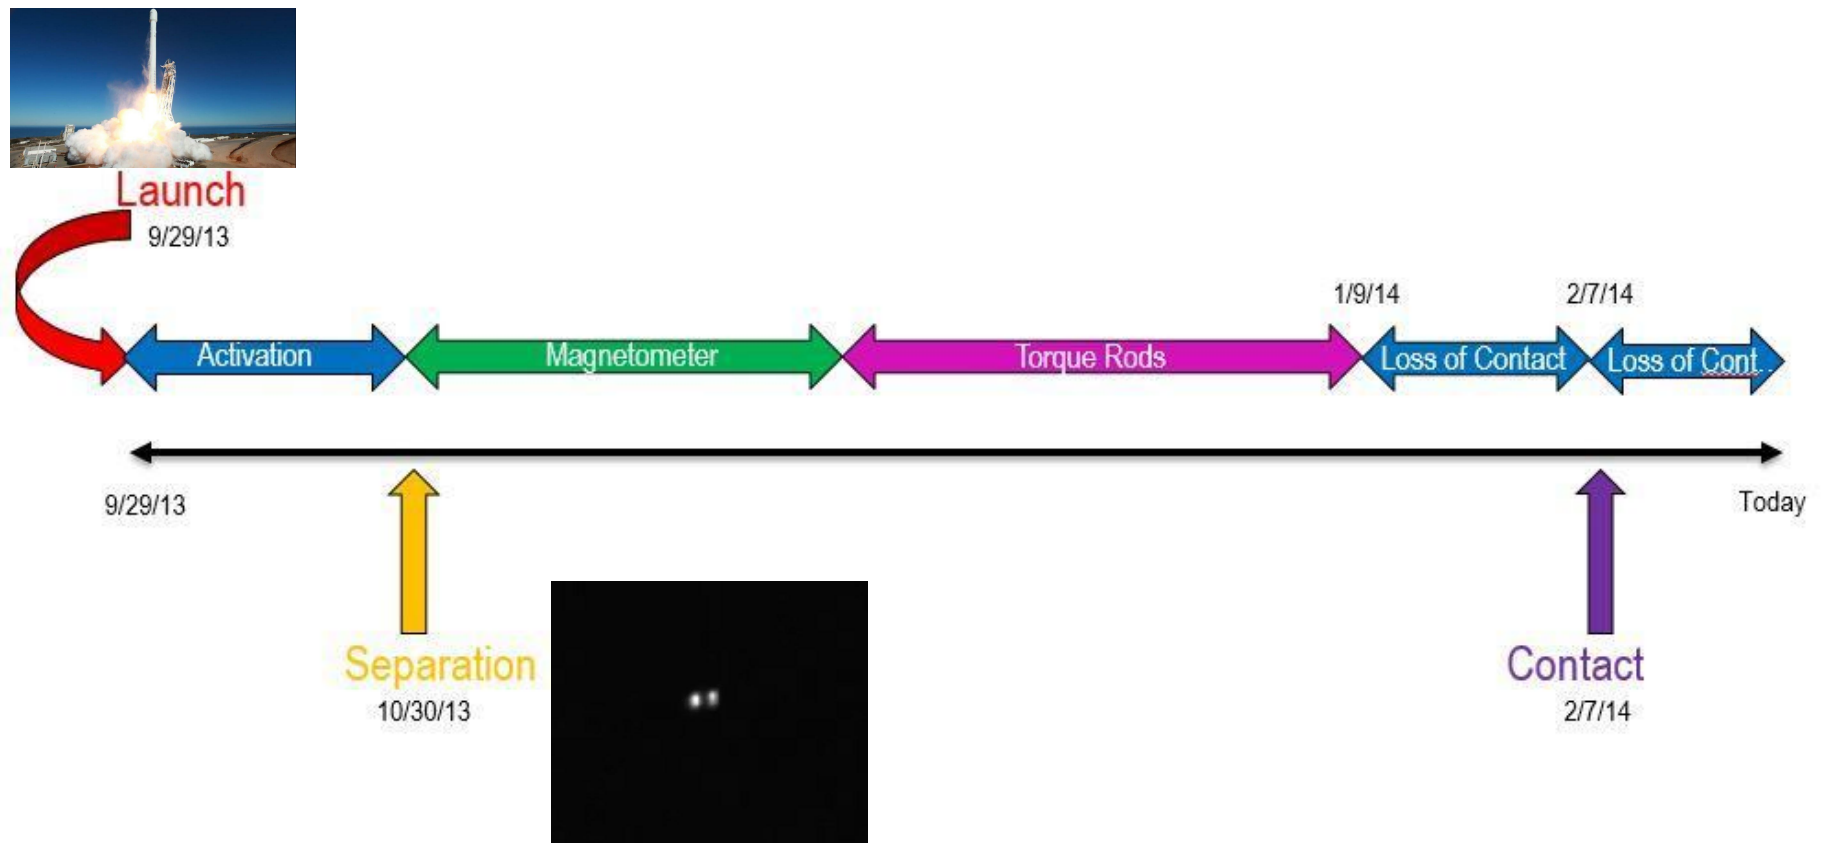 Launch
9/29/13
1/9/14
2/7/14
Activation
Magnetometer
Torque Rods
Loss of Contact
Loss of Cont..
9/29/13
Today
Separation
10/30/13
Contact
2/7/14